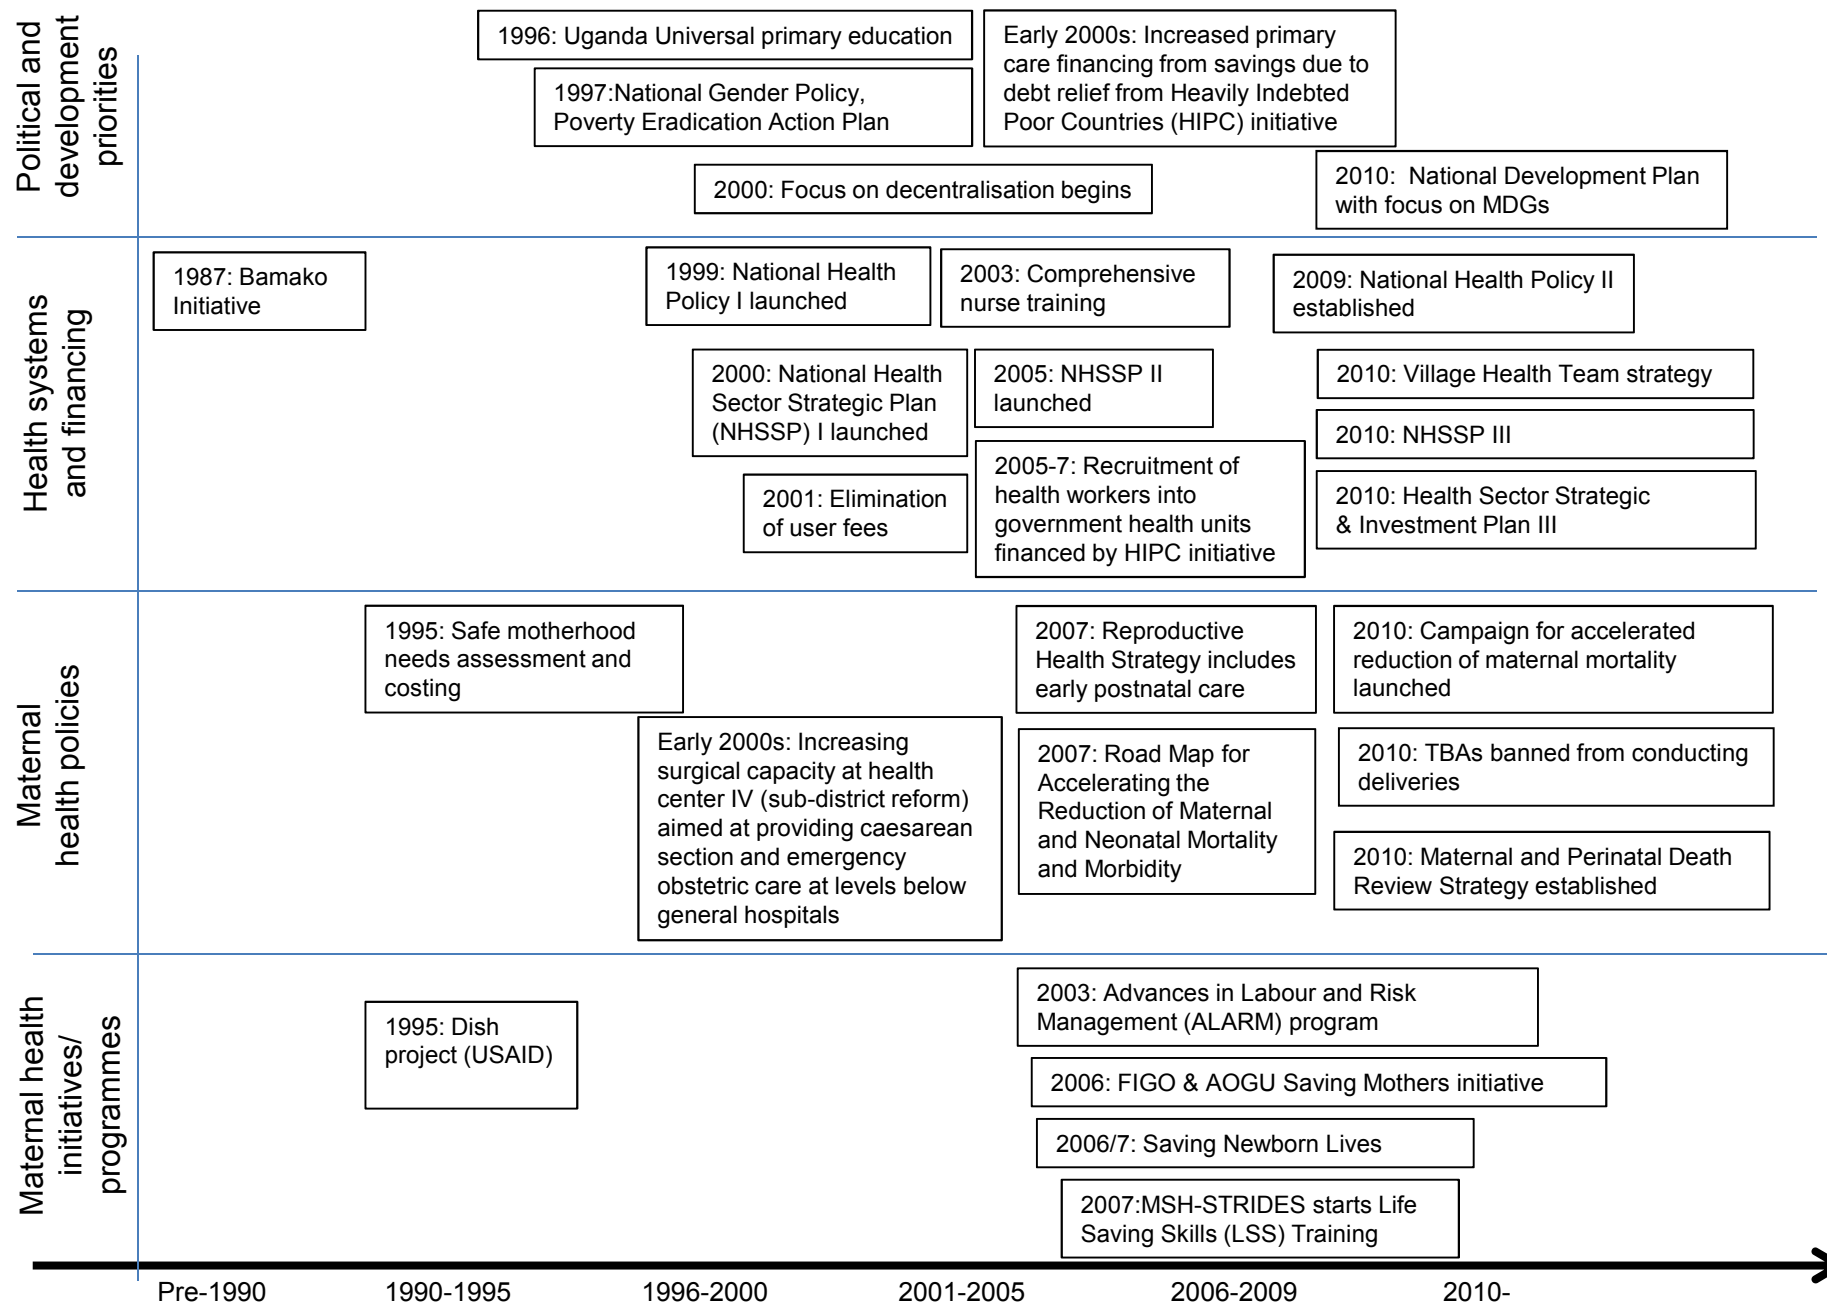 Political and
development
priorities
1996: Uganda Universal primary education
1997:National Gender Policy,
Poverty Eradication Action Plan
Early 2000s: Increased primary
care financing from savings due to
debt relief from Heavily Indebted
Poor Countries (HIPC) initiative
2000: Focus on decentralisation begins
2010:  National Development Plan
with focus on MDGs
Health systems
and financing
1987: Bamako
Initiative
1999: National Health
Policy I launched
2003: Comprehensive
nurse training
2009: National Health Policy II
established
2000: National Health
Sector Strategic Plan
(NHSSP) I launched
2005: NHSSP II
launched
2010: Village Health Team strategy
2010: NHSSP III
2001: Elimination
of user fees
2005-7: Recruitment of
health workers into
government health units
financed by HIPC initiative
2010: Health Sector Strategic
& Investment Plan III
Maternal
health policies
1995: Safe motherhood
needs assessment and
costing
Early 2000s: Increasing
surgical capacity at health
center IV (sub-district reform)
aimed at providing caesarean
section and emergency
obstetric care at levels below
general hospitals
2007: Reproductive
Health Strategy includes
early postnatal care
2007: Road Map for
Accelerating the
Reduction of Maternal
and Neonatal Mortality
and Morbidity
2010: Campaign for accelerated
reduction of maternal mortality
launched
2010: TBAs banned from conducting
deliveries
2010: Maternal and Perinatal Death
Review Strategy established
Maternal health
initiatives/
programmes
1995: Dish
project (USAID)
2003: Advances in Labour and Risk
Management (ALARM) program
2006: FIGO & AOGU Saving Mothers initiative
2006/7: Saving Newborn Lives
2007:MSH-STRIDES starts Life
Saving Skills (LSS) Training
Pre-1990
1990-1995
1996-2000
2001-2005
2006-2009
2010-